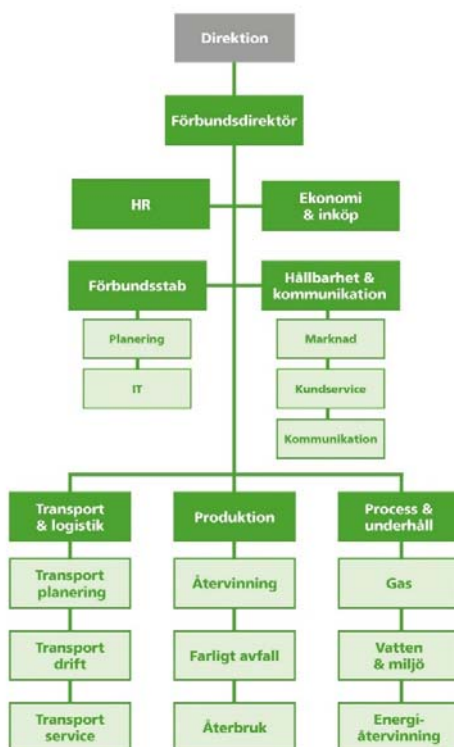 Direktion
Förbundsdirektör
HR
Ekonomi
& inköp
Förbundsstab
Hållbarhet &
kommunikation
Planering
Marknad
IT
Kundservice
Kommunikation
Transport
& logistik
Produktion
Process &
underhåll
Transport
planering
Återvinning
Gas
Transport
drift
Farligt avfall
Vatten
& miljö
Transport
service
Återbruk
Energi-
återvinning